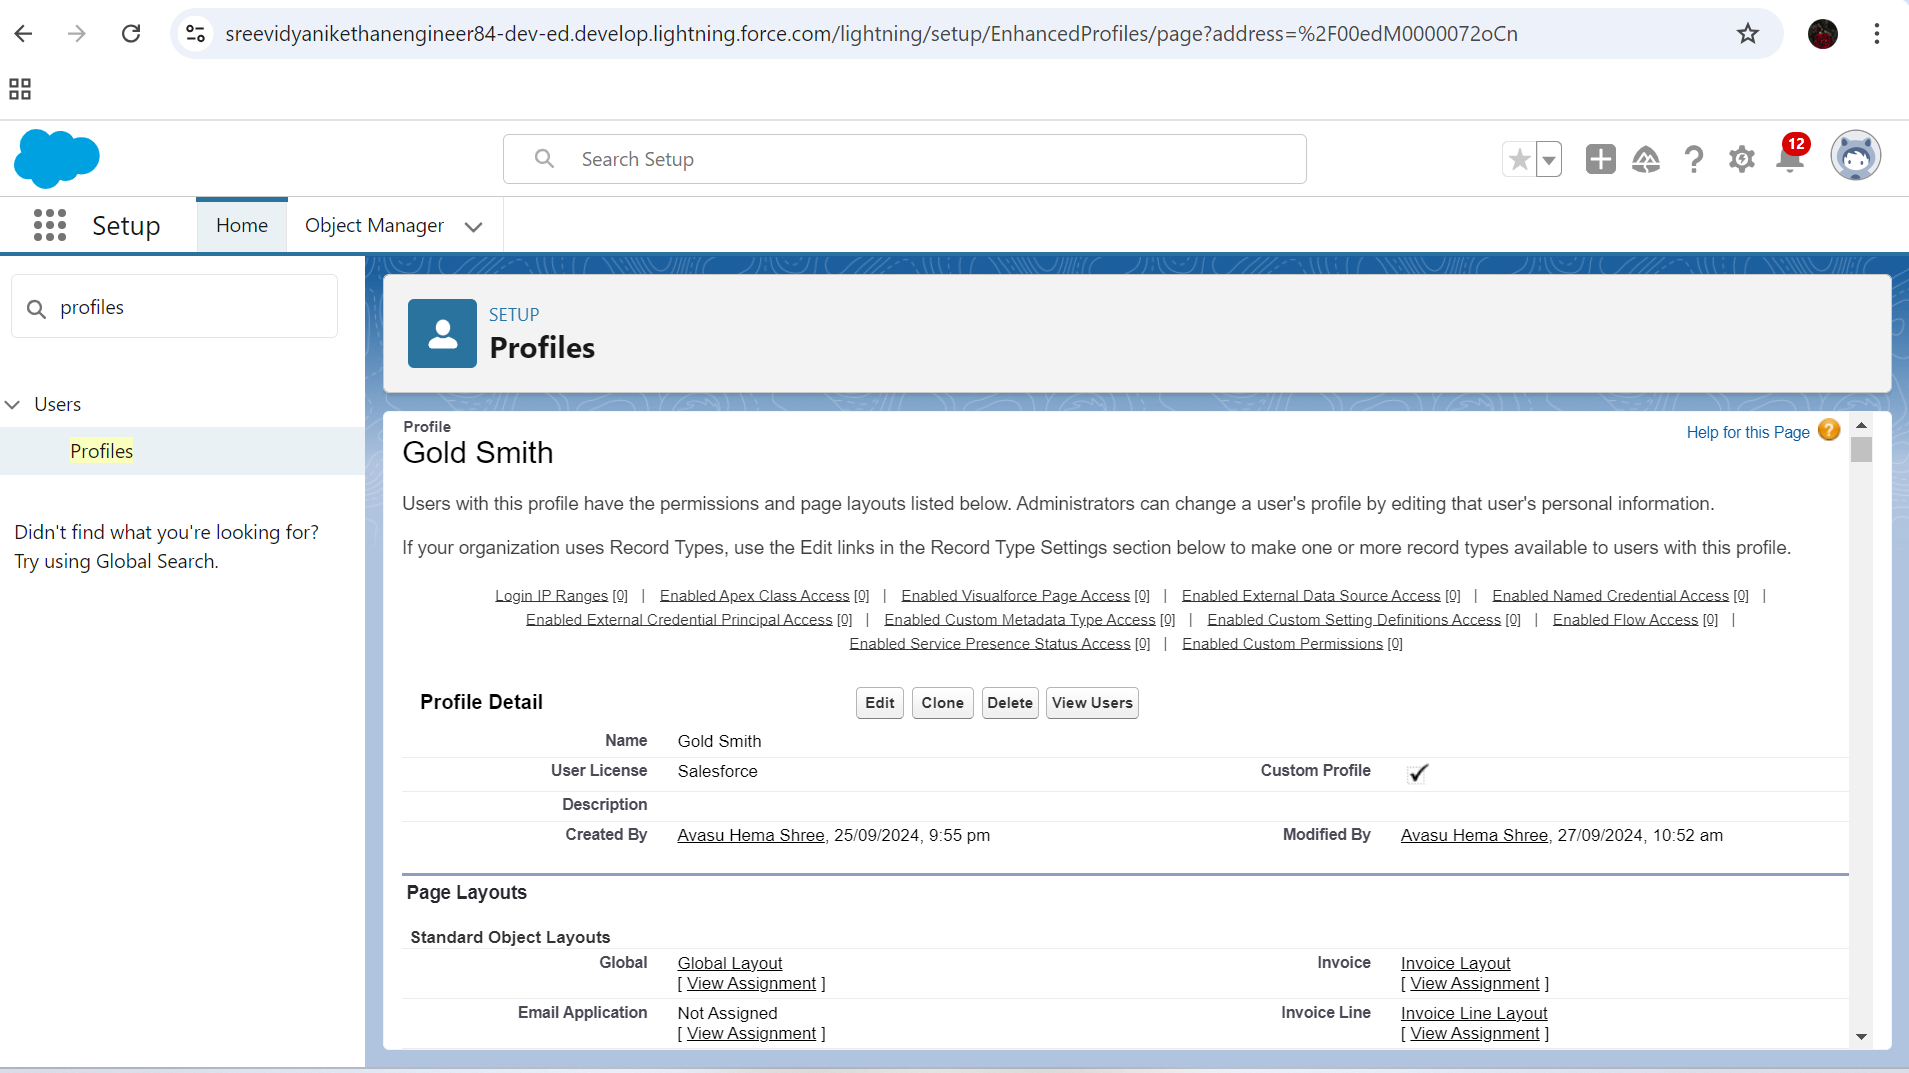 sreevidyanikethanengineer84-dev-ed.develop.lightning.force.com/lightning/setup/EnhancedProfiles/page?address=%2F00edM0000072oCn
Search Setup
12
Setup Home Object Manager
profiles
Users
Profiles
Didn't find what you're looking for?
Try using Global Search.
SETUP
Profiles
Profile
Gold Smith
Help for this Page ?
Users with this profile have the permissions and page layouts listed below. Administrators can change a user's profile by editing that user's personal information.
If your organization uses Record Types, use the Edit links in the Record Type Settings section below to make one or more record types available to users with this profile.
Login IP Ranges [0] | Enabled Apex Class Access [0] | Enabled Visualforce Page Access [0] | Enabled External Data Source Access [0] | Enabled Named Credential Access [0] |
Enabled External Credential Principal Access [0] | Enabled Custom Metadata Type Access [0] | Enabled Custom Setting Definitions Access [0] | Enabled Flow Access [0] |
Enabled Service Presence Status Access [0] | Enabled Custom Permissions [0]
Profile Detail Edit Clone Delete View Users
Name Gold Smith
User License Salesforce Custom Profile
Description
Created By Avasu Hema Shree, 25/09/2024, 9:55 pm Modified By Avasu Hema Shree, 27/09/2024, 10:52 am
Page Layouts
Standard Object Layouts
Global Global Layout Invoice Invoice Layout
[ View Assignment ] [ View Assignment ]
Email Application Not Assigned Invoice Line Invoice Line Layout
[ View Assignment ] [ View Assignment ]